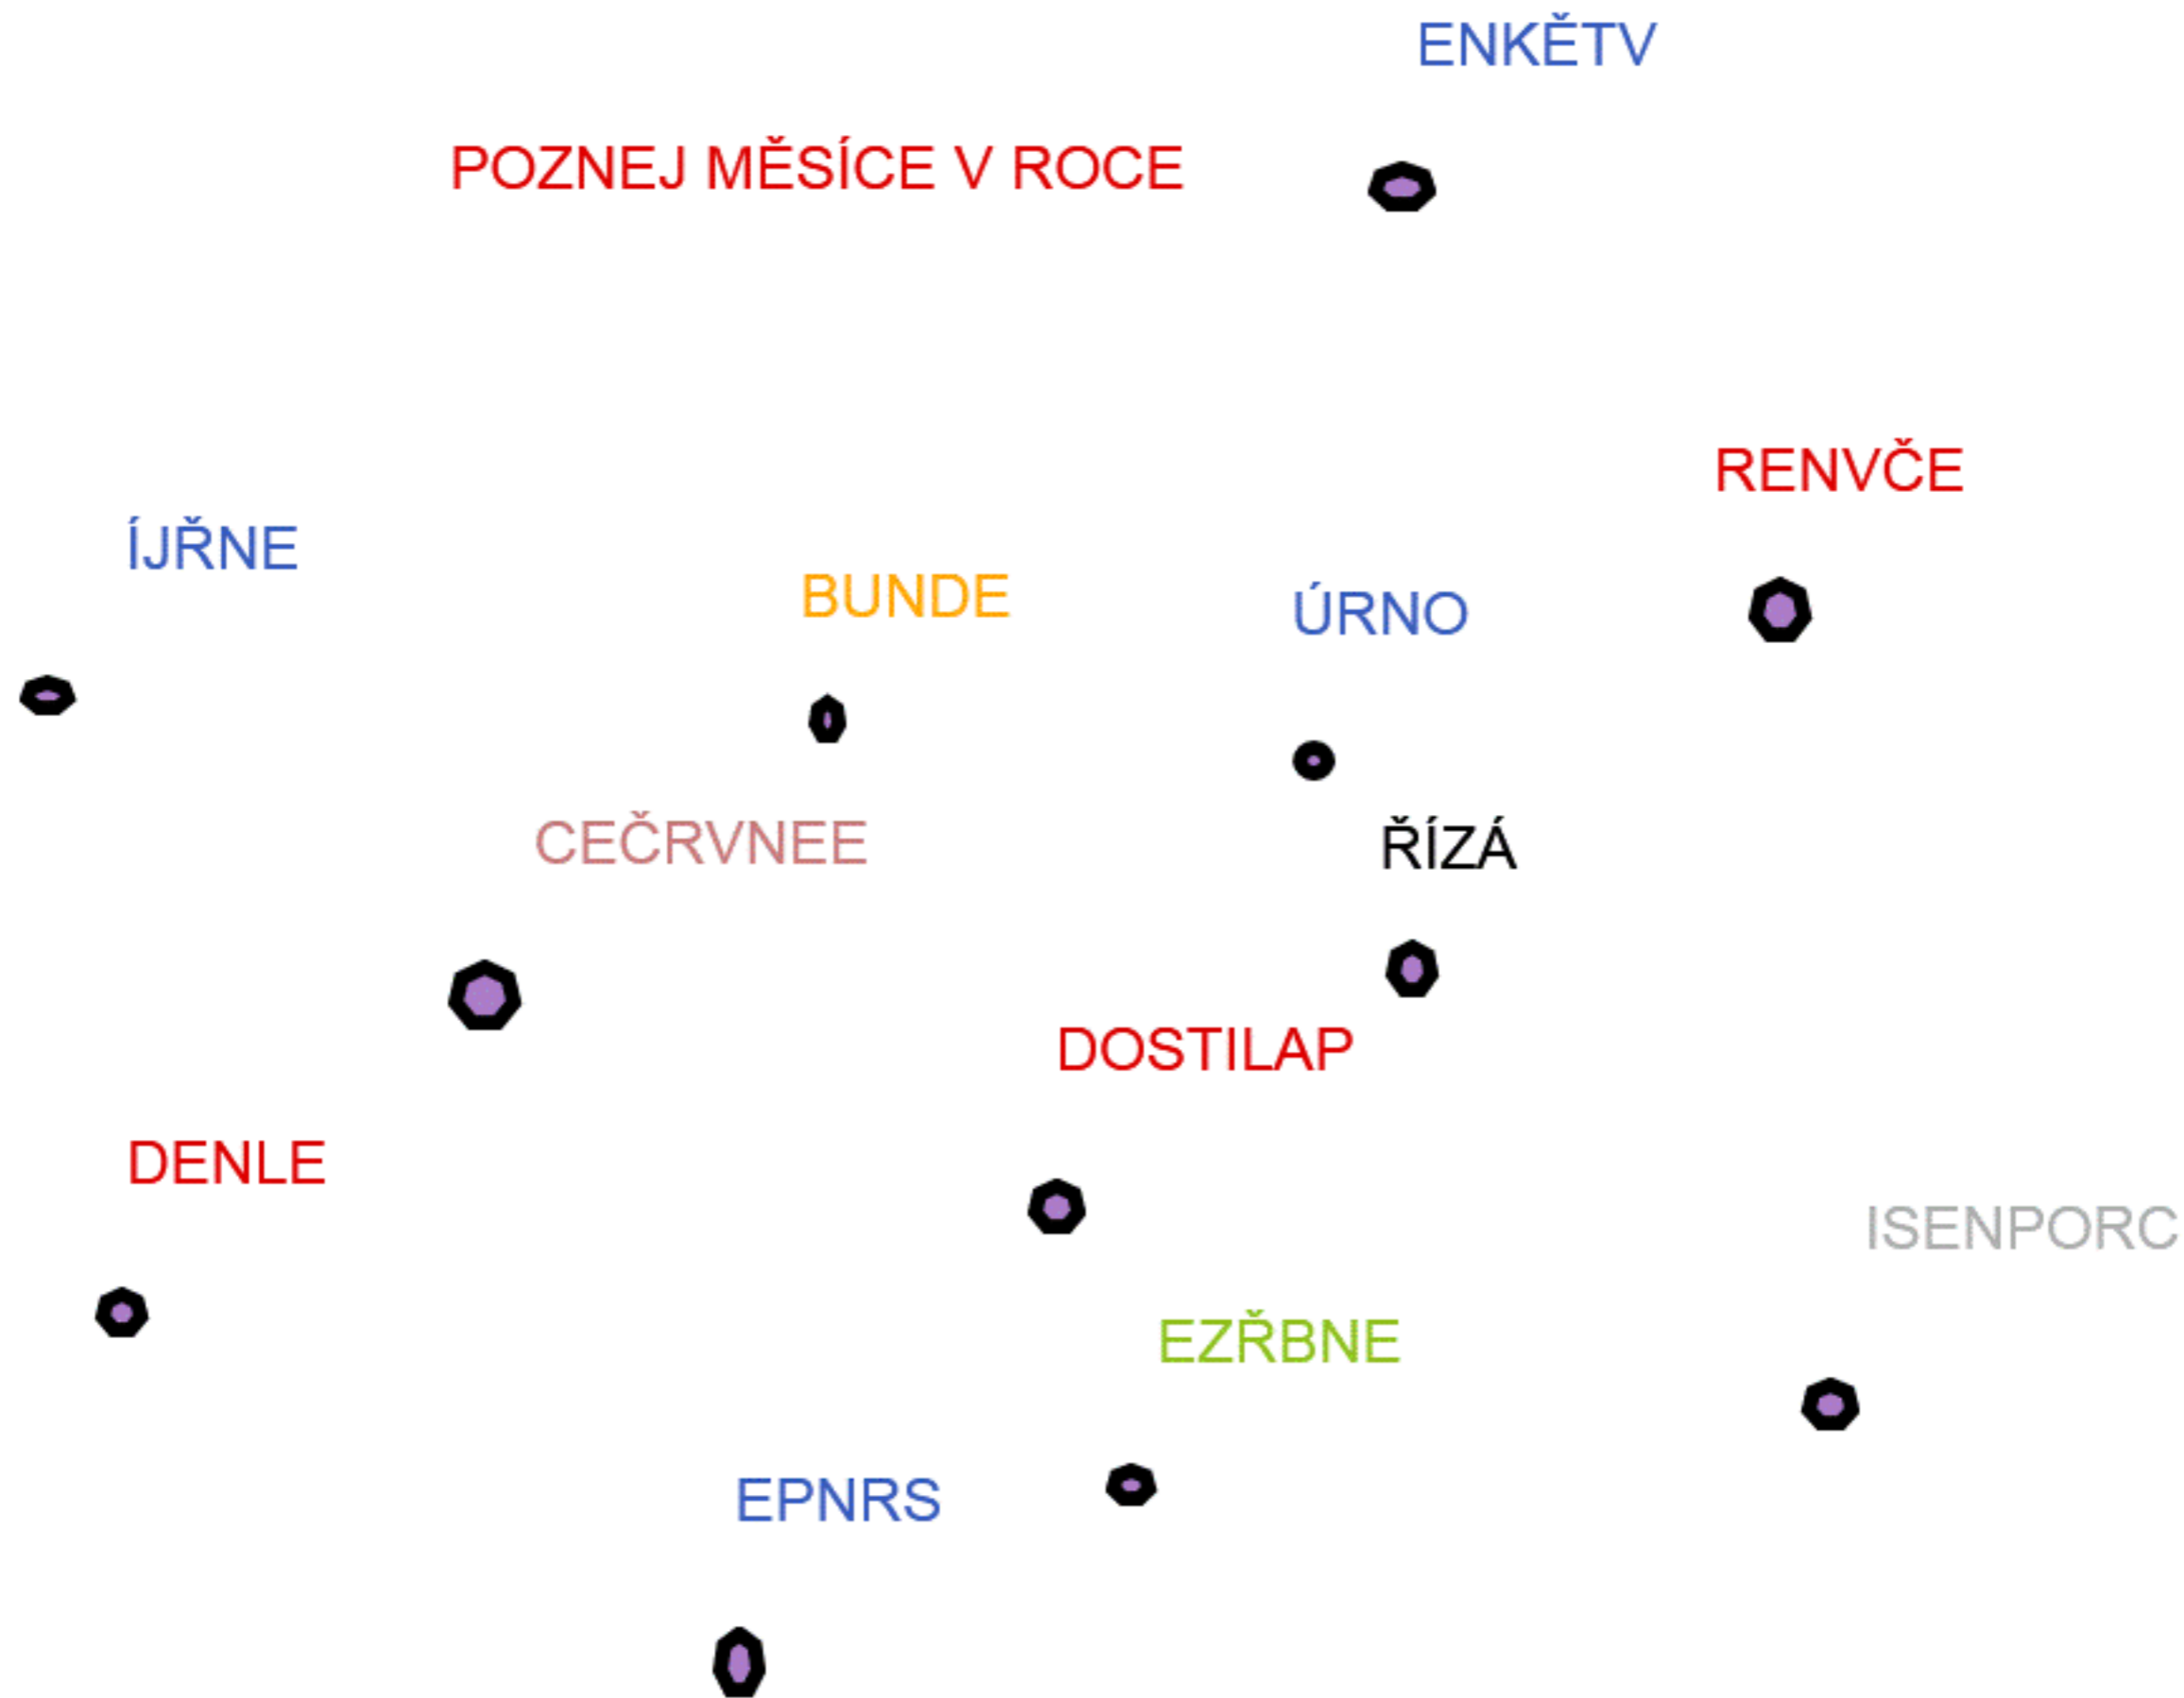 ENKĚTV
POZNEJ MĚSÍCE V ROCE
RENVČE
ÍJŘNE
BUNDE
ÚRNO
CEČRVNEE
ŘÍZÁ
DOSTILAP
DENLE
ISENPORC
EZŘBNE
EPNRS